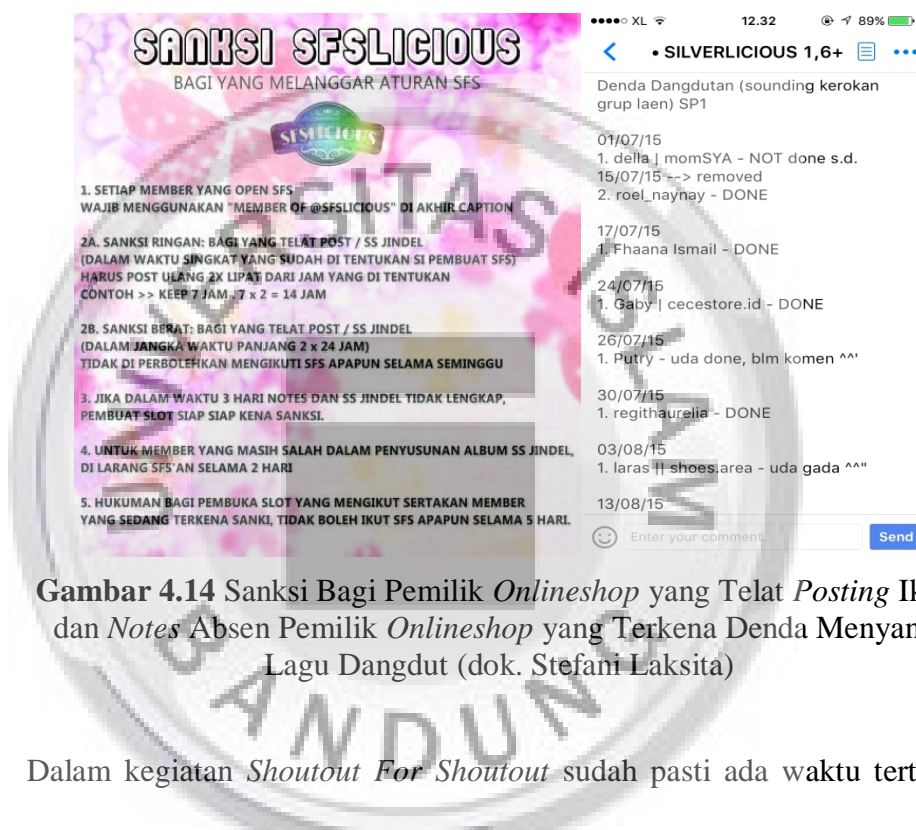 SANKSI SFSLICIOUS
BAGI YANG MELANGGAR ATURAN SFS
SFSLICIOUS
1. SETIAP MEMBER YANG OPEN SFS
WAJIB MENGGUNAKAN "MEMBER OF @SFSLICIOUS" DI AKHIR CAPTION
2A. SANKSI RINGAN: BAGI YANG TELAT POST / SS JINDEL
(DALAM WAKTU SINGKAT YANG SUDAH DI TENTUKAN SI PEMBUAT SFS)
HARUS POST ULANG 2X LIPAT DARI JAM YANG DI TENTUKAN
CONTOH >> KEEP 7 JAM . 7 x 2 = 14 JAM
2B. SANKSI BERAT: BAGI YANG TELAT POST / SS JINDEL
(DALAM JANGKA WAKTU PANJANG 2 x 24 JAM)
TIDAK DI PERBOLEHKAN MENGIKUTI SFS APAPUN SELAMA SEMINGGU
3. JIKA DALAM WAKTU 3 HARI NOTES DAN SS JINDEL TIDAK LENGKAP,
PEMBUAT SLOT SIAP SIAP KENA SANKSI.
4. UNTUK MEMBER YANG MASIH SALAH DALAM PENYUSUNAN ALBUM SS JINDEL,
DI LARANG SFS'AN SELAMA 2 HARI
5. HUKUMAN BAGI PEMBUKA SLOT YANG MENGIKUT SERTAKAN MEMBER
YANG SEDANG TERKENA SANKI, TIDAK BOLEH IKUT SFS APAPUN SELAMA 5 HARI.
XL 12.32 89%
• SILVERLICIOUS 1,6+
Denda Dangdutan (sounding kerokan
grup laen) SP1
01/07/15
1. della | momSYA - NOT done s.d.
15/07/15 --> removed
2. roel_naynay - DONE
17/07/15
1. Fhaana Ismail - DONE
24/07/15
1. Gaby | cecestore.id - DONE
26/07/15
1. Putry - uda done, blm komen ^^'
30/07/15
1. regithaurelia - DONE
03/08/15
1. laras || shoes.area - uda gada ^^"
13/08/15
Enter your comment. Send
Gambar 4.14 Sanksi Bagi Pemilik Onlineshop yang Telat Posting Ik
dan Notes Absen Pemilik Onlineshop yang Terkena Denda Menyan
Lagu Dangdut (dok. Stefani Laksita)
Dalam kegiatan Shoutout For Shoutout sudah pasti ada waktu tert
UNIVERSITAS ISLAM
BANDUNG